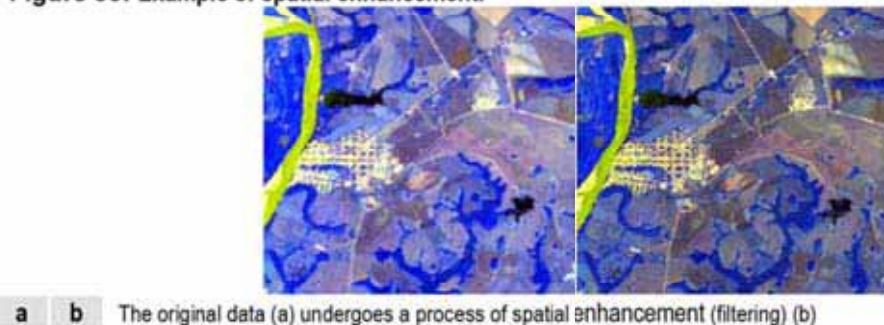 a b The original data (a) undergoes a process of spatial enhancement (filtering) (b)